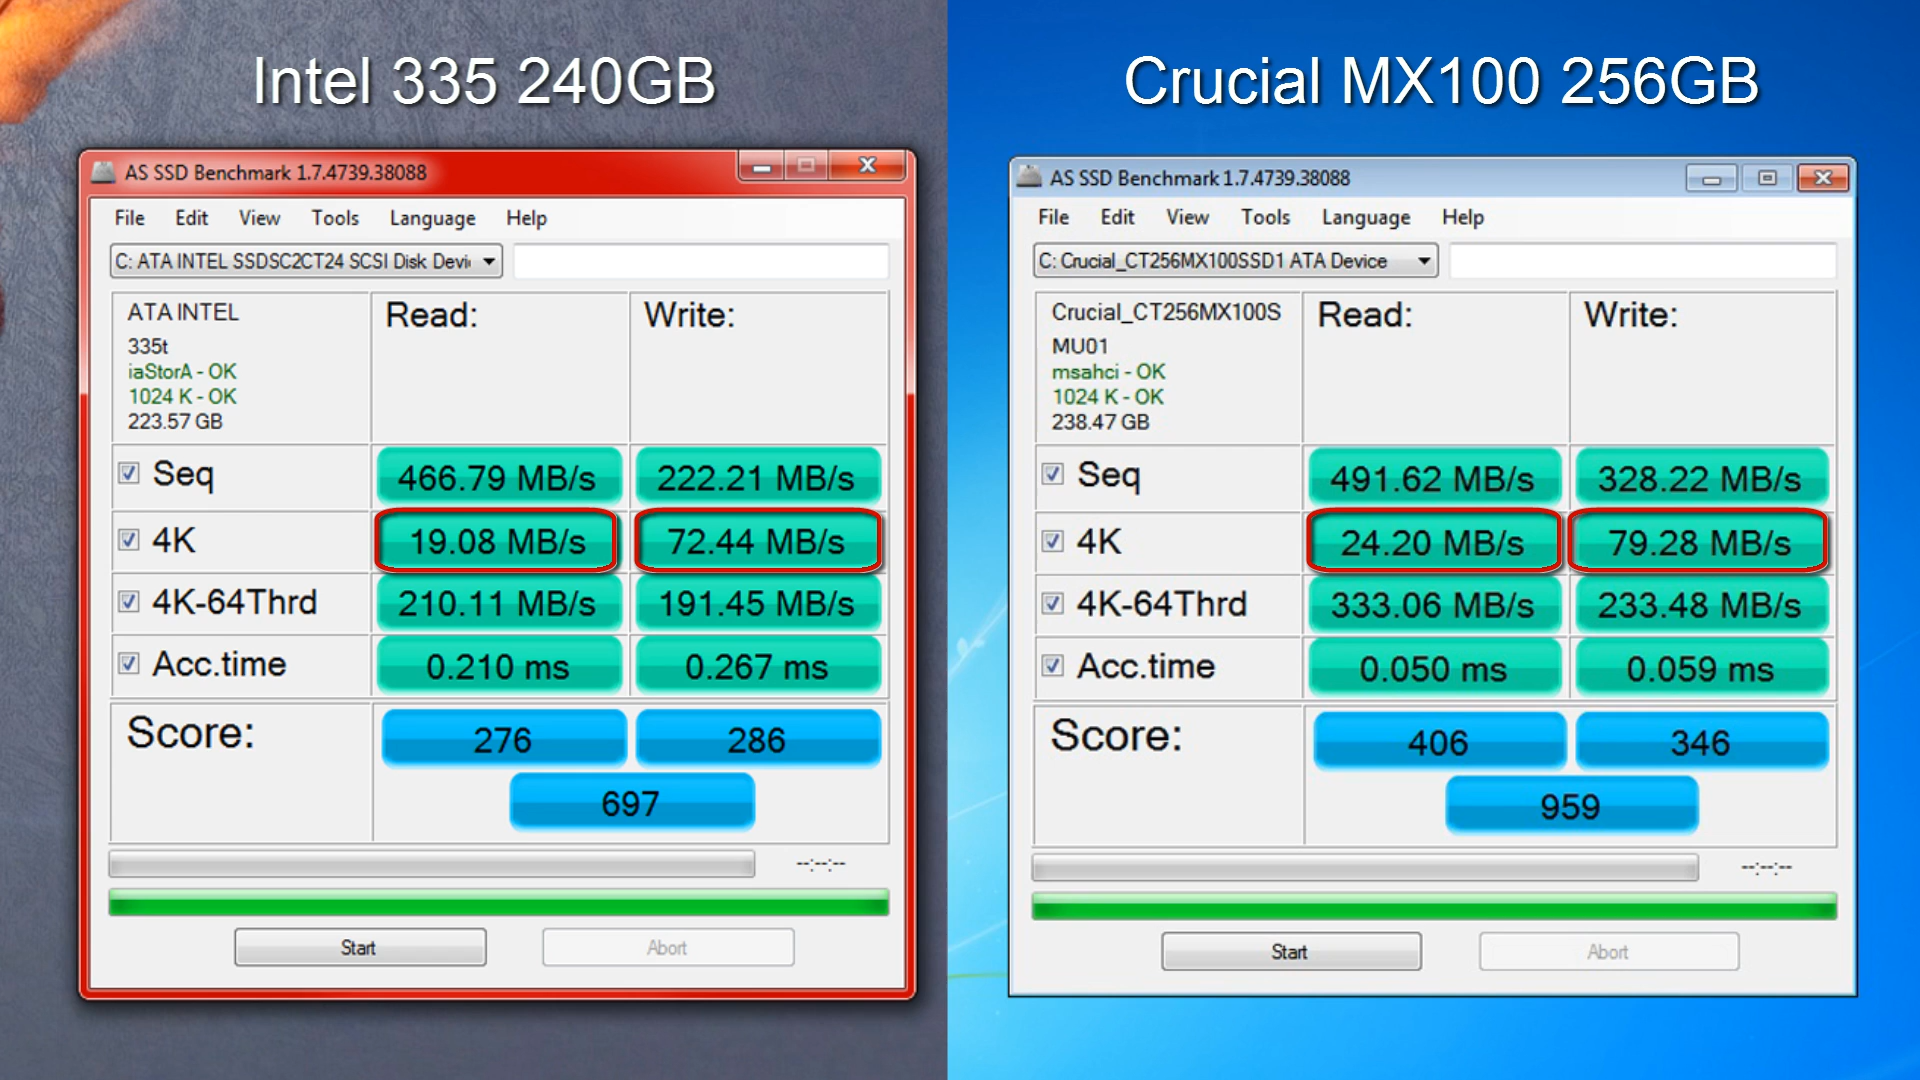 Intel 335 240GB
AS SSD Benchmark 1.7.4739.38088
File Edit View Tools Language Help
C: ATA INTEL SSDSC2CT24 SCSI Disk Devi
ATA INTEL
335t
iaStorA - OK
1024 K - OK
223.57 GB
Read: Write:
Seq 466.79 MB/s 222.21 MB/s
4K 19.08 MB/s 72.44 MB/s
4K-64Thrd 210.11 MB/s 191.45 MB/s
Acc.time 0.210 ms 0.267 ms
Score: 276 286
697
--:--:--
Start Abort
Crucial MX100 256GB
AS SSD Benchmark 1.7.4739.38088
File Edit View Tools Language Help
C: Crucial_CT256MX100SSD1 ATA Device
Crucial_CT256MX100S
MU01
msahci - OK
1024 K - OK
238.47 GB
Read: Write:
Seq 491.62 MB/s 328.22 MB/s
4K 24.20 MB/s 79.28 MB/s
4K-64Thrd 333.06 MB/s 233.48 MB/s
Acc.time 0.050 ms 0.059 ms
Score: 406 346
959
--:--:--
Start Abort